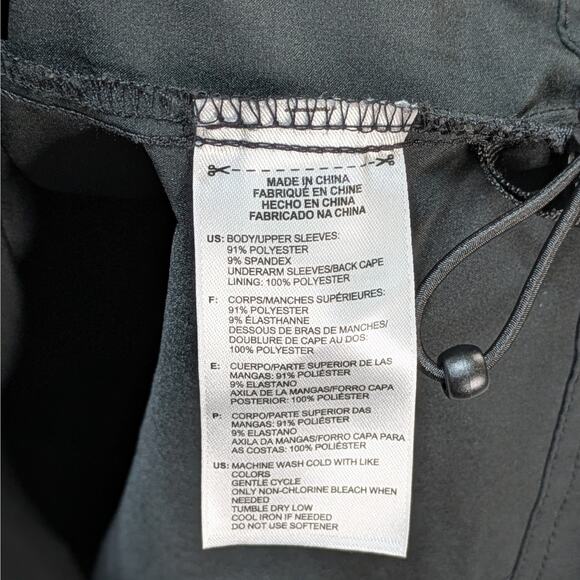 MADE IN CHINA
FABRIQUÉ EN CHINE
HECHO EN CHINA
FABRICADO NA CHINA
US: BODY/UPPER SLEEVES:
91% POLYESTER
9% SPANDEX
UNDERARM SLEEVES/BACK CAPE
LINING: 100% POLYESTER
F: CORPS/MANCHES SUPÉRIEURES:
91% POLYESTER
9% ÉLASTHANNE
DESSOUS DE BRAS DE MANCHES/
DOUBLURE DE CAPE AU DOS:
100% POLYESTER
E: CUERPO/PARTE SUPERIOR DE LAS
MANGAS: 91% POLIÉSTER
9% ELASTANO
AXILA DE LA MANGAS/FORRO CAPA
POSTERIOR: 100% POLIÉSTER
P: CORPO/PARTE SUPERIOR DAS
MANGAS: 91% POLIÉSTER
9% ELASTANO
AXILA DA MANGAS/FORRO CAPA PARA
AS COSTAS: 100% POLIÉSTER
US: MACHINE WASH COLD WITH LIKE
COLORS
GENTLE CYCLE
ONLY NON-CHLORINE BLEACH WHEN
NEEDED
TUMBLE DRY LOW
COOL IRON IF NEEDED
DO NOT USE SOFTENER